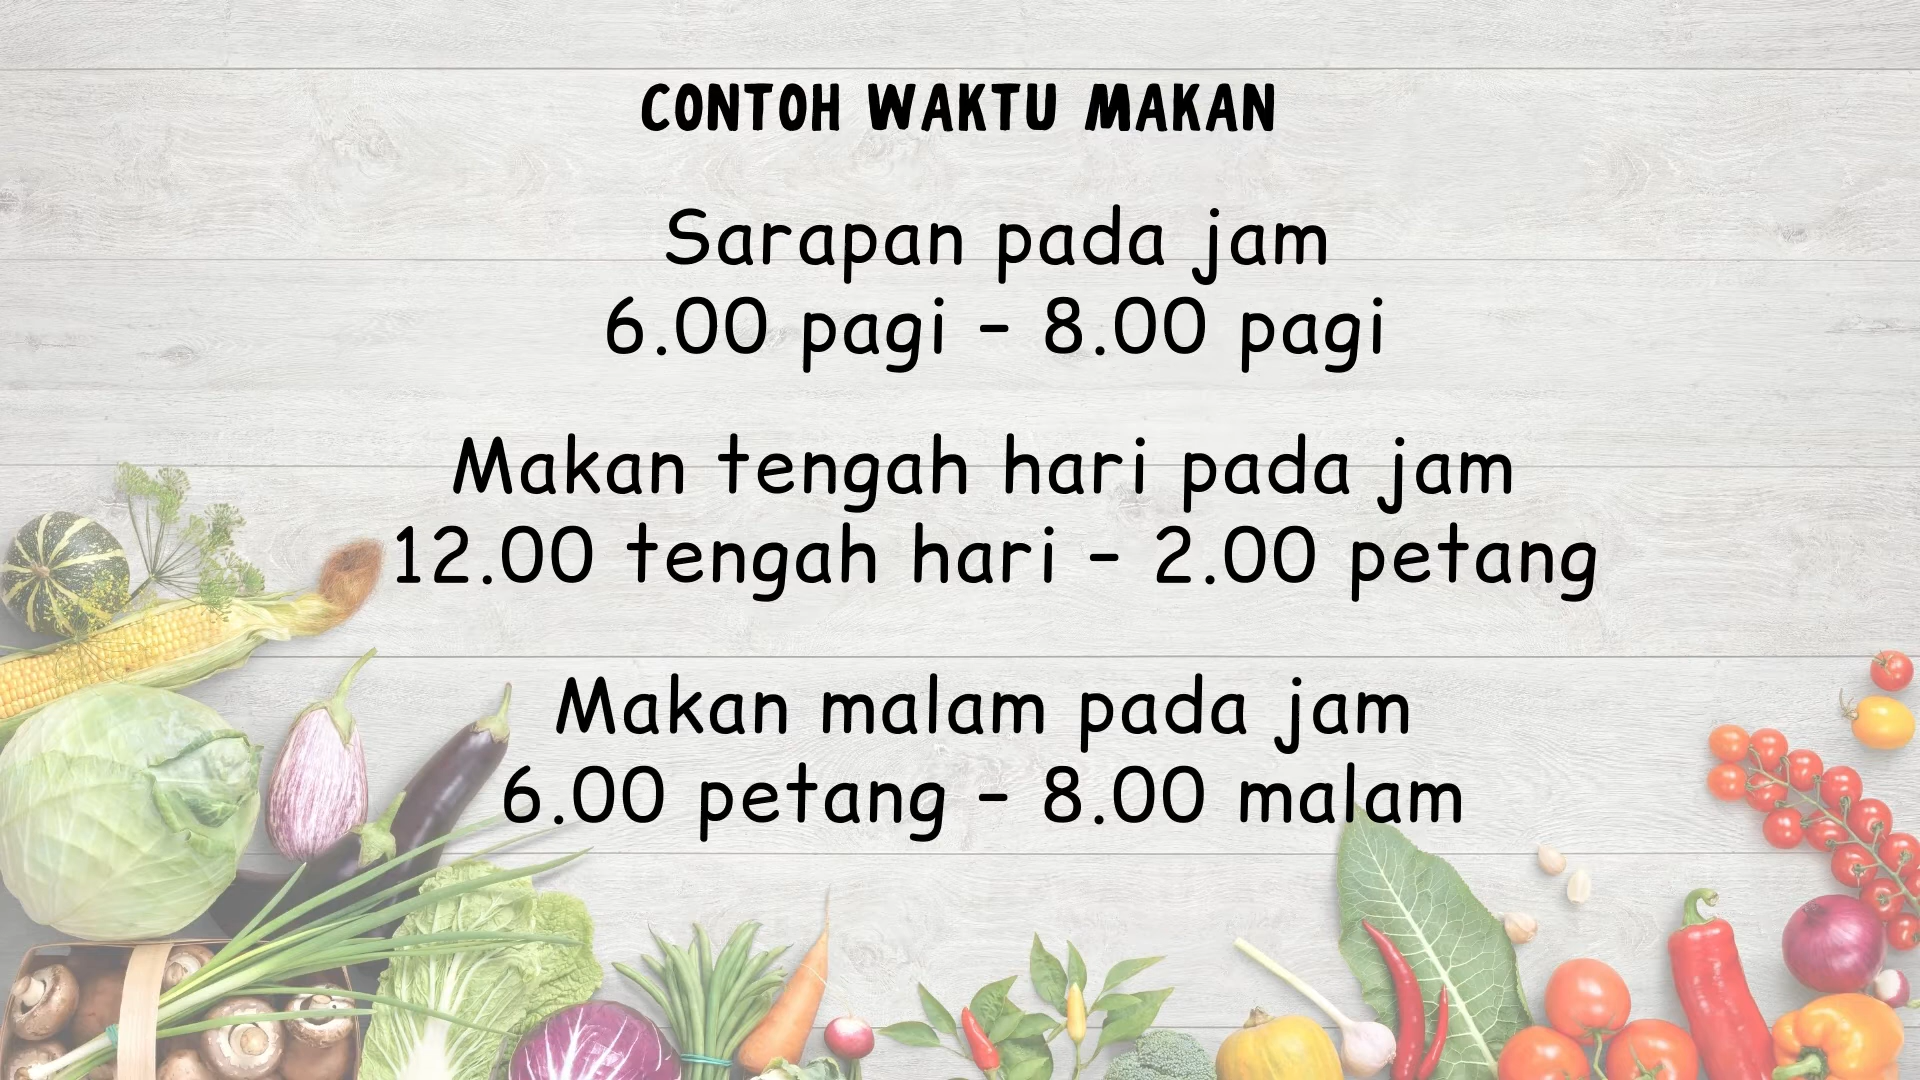 CONTOH WAKTU MAKAN
Sarapan pada jam
6.00 pagi - 8.00 pagi
Makan tengah hari pada jam
12.00 tengah hari - 2.00 petang
Makan malam pada jam
6.00 petang - 8.00 malam